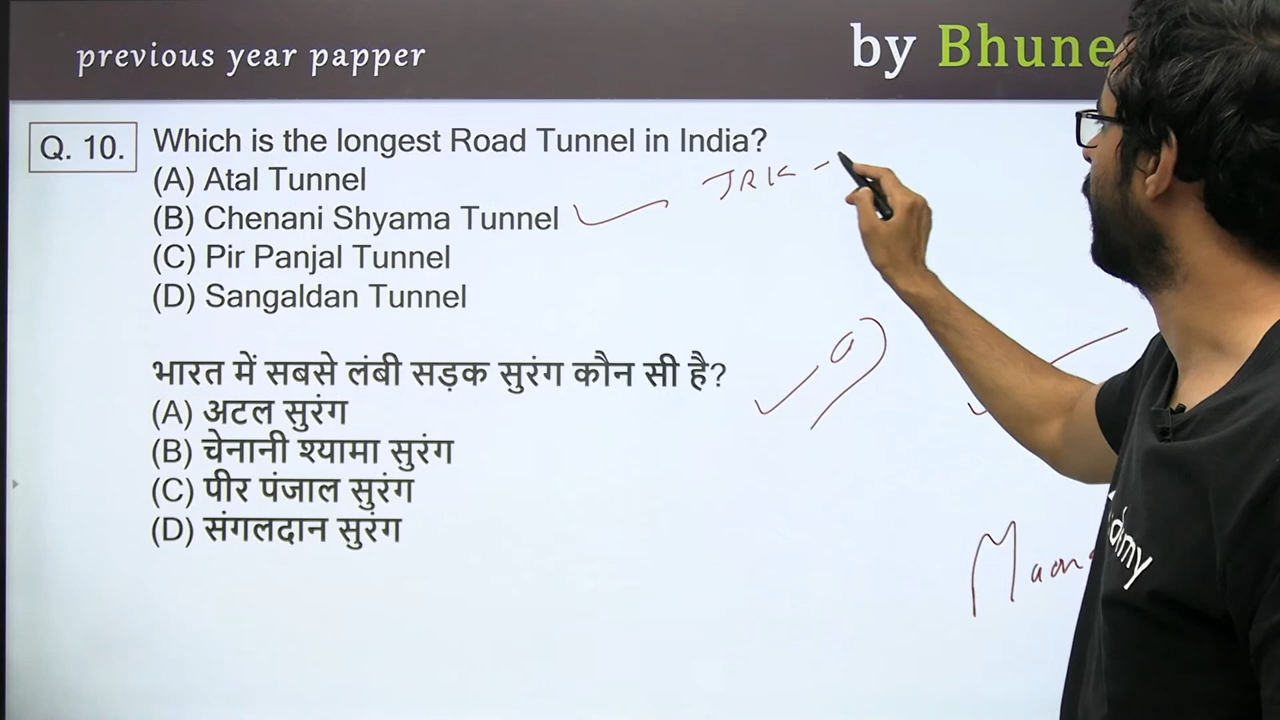 previous year papper
by Bhune
Q. 10. Which is the longest Road Tunnel in India?
(A) Atal Tunnel
(B) Chenani Shyama Tunnel
JRK -
(C) Pir Panjal Tunnel
(D) Sangaldan Tunnel
भारत में सबसे लंबी सड़क सुरंग कौन सी है?
(A) अटल सुरंग
(B) चेनानी श्यामा सुरंग
(C) पीर पंजाल सुरंग
(D) संगलदान सुरंग